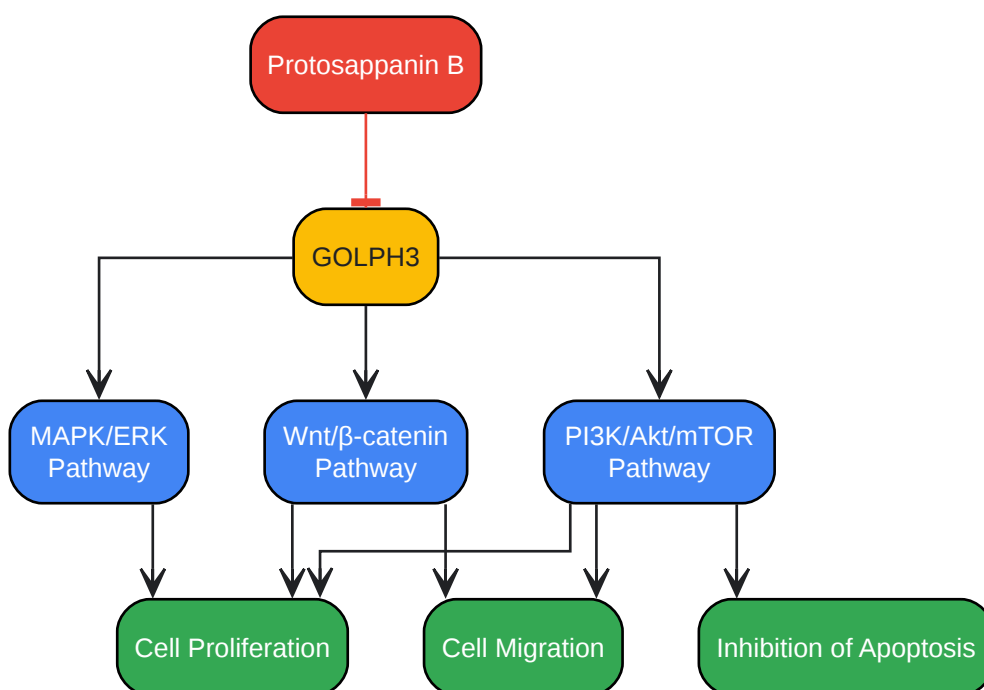 Protosappanin B
GOLPH3
MAPK/ERK
Pathway
Wnt/β-catenin
Pathway
PI3K/Akt/mTOR
Pathway
Cell Proliferation
Cell Migration
Inhibition of Apoptosis